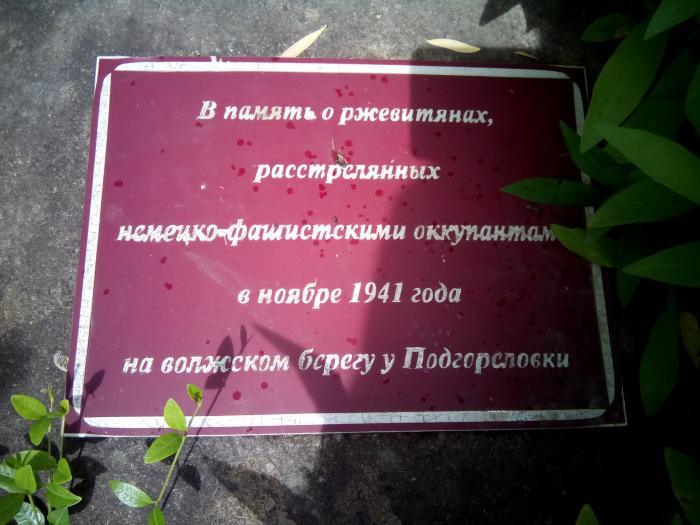 В память о ржевитянах,
расстрелянных
немецко-фашистскими оккупантам
в ноябре 1941 года
на волжском берегу у Подгореловки